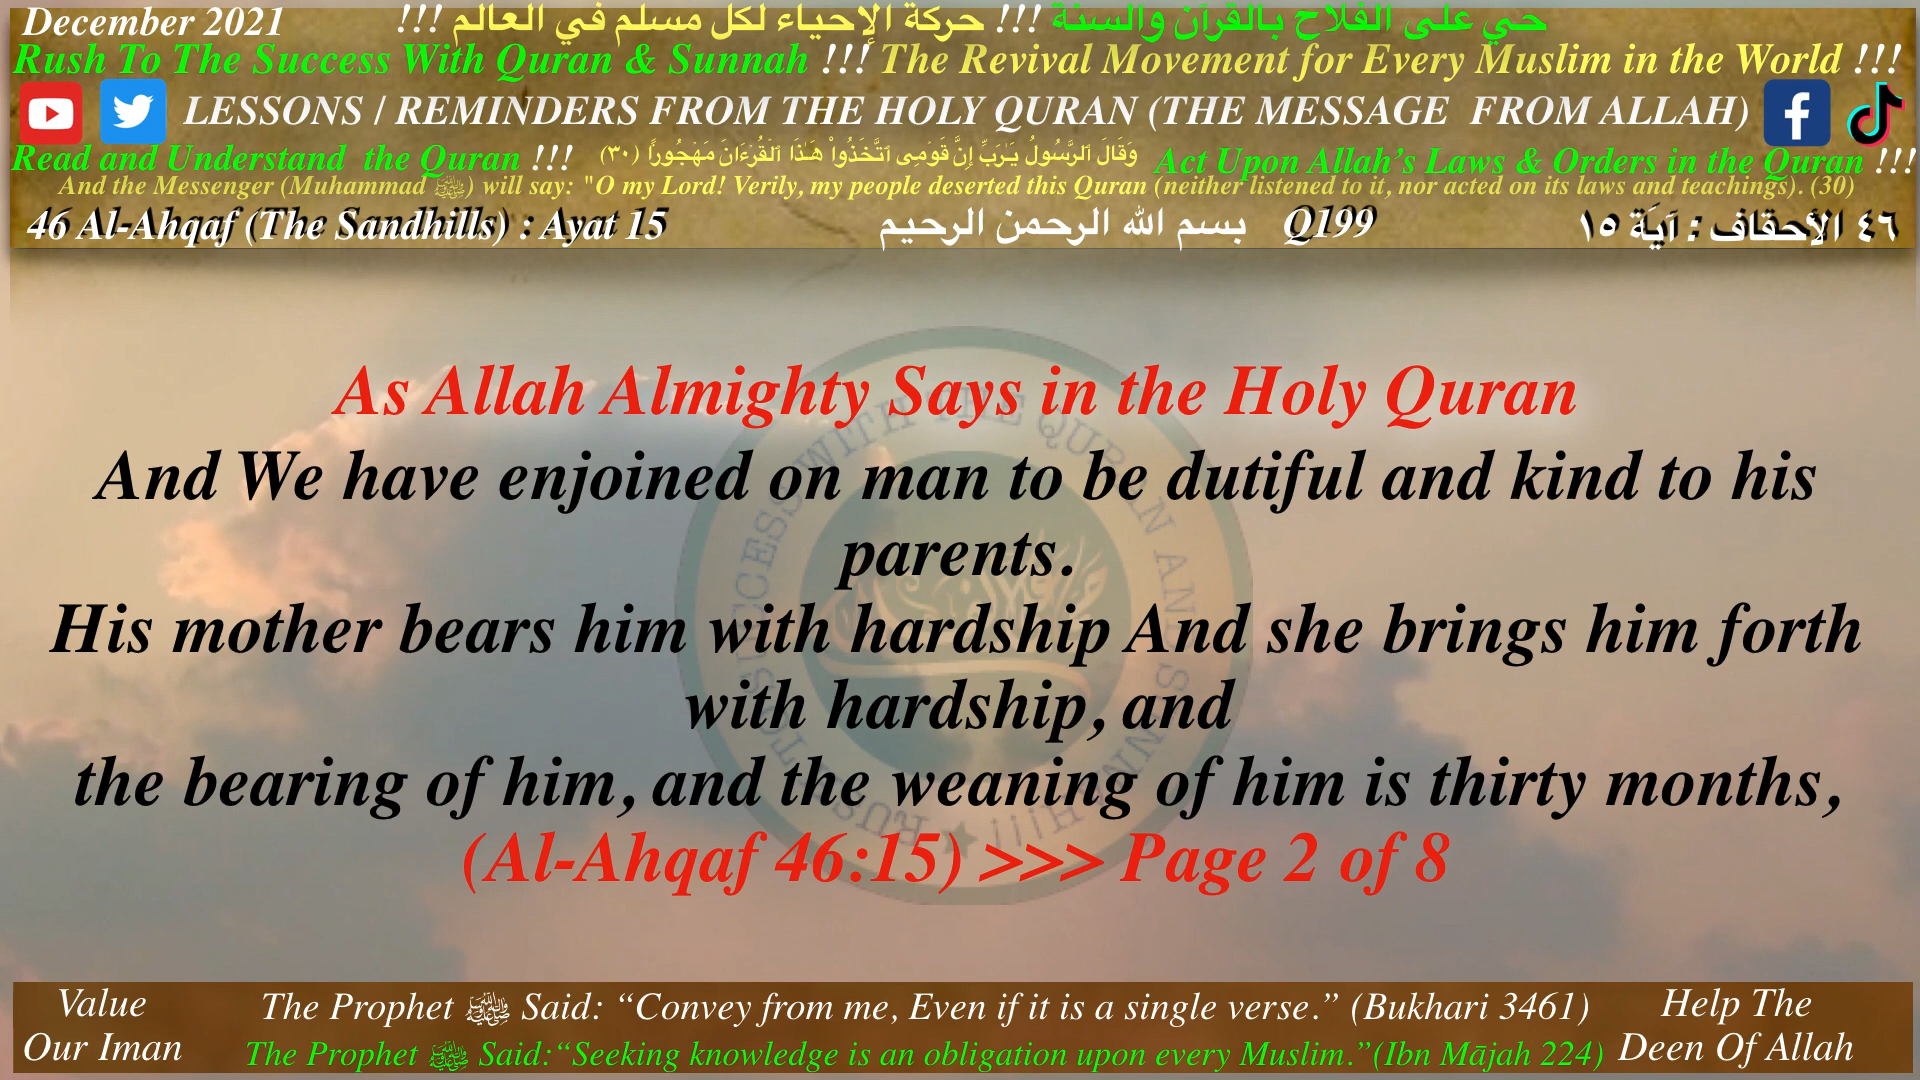 December 2021 !!! حي على الفلاح بالقرآن والسنة !!! حركة الإحياء لكل مسلم في العالم !!!
Rush To The Success With Quran & Sunnah !!! The Revival Movement for Every Muslim in the World !!!
LESSONS / REMINDERS FROM THE HOLY QURAN (THE MESSAGE FROM ALLAH)
Read and Understand the Quran !!! وَقَالَ ٱلرَّسُولُ يَـٰرَبِّ إِنَّ قَوْمِى ٱتَّخَذُوا۟ هَـٰذَا ٱلْقُرْءَانَ مَهْجُورًا (٣٠) Act Upon Allah’s Laws & Orders in the Quran !!!
And the Messenger (Muhammad ﷺ) will say: "O my Lord! Verily, my people deserted this Quran (neither listened to it, nor acted on its laws and teachings). (30)
46 Al-Ahqaf (The Sandhills) : Ayat 15 بسم الله الرحمن الرحيم Q199 ٤٦ الأحقاف : آيَة ١٥
As Allah Almighty Says in the Holy Quran
And We have enjoined on man to be dutiful and kind to his
parents.
His mother bears him with hardship And she brings him forth
with hardship, and
the bearing of him, and the weaning of him is thirty months,
(Al-Ahqaf 46:15) >>> Page 2 of 8
Value
Our Iman
The Prophet ﷺ Said: “Convey from me, Even if it is a single verse.” (Bukhari 3461)
The Prophet ﷺ Said:“Seeking knowledge is an obligation upon every Muslim.”(Ibn Mājah 224)
Help The
Deen Of Allah